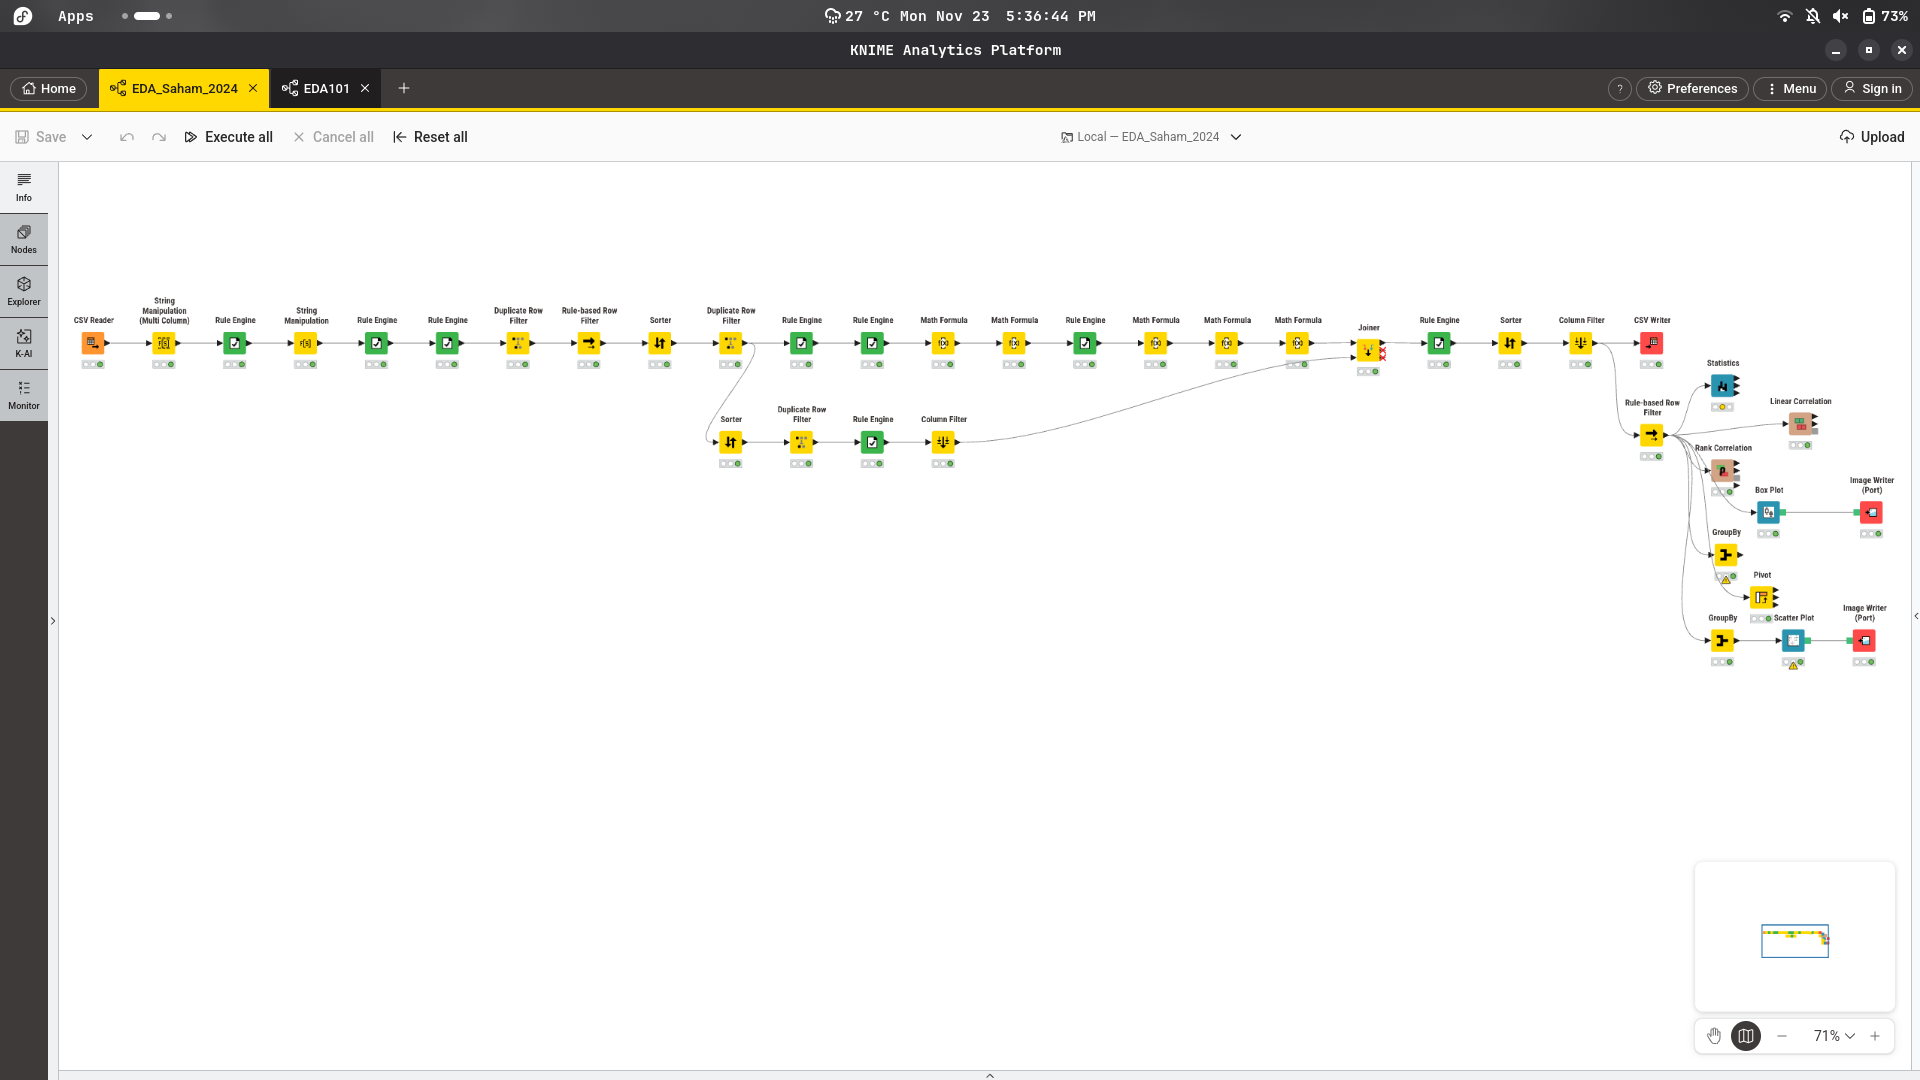 Apps
27 °C Mon Nov 23 5:36:44 PM
73%
KNIME Analytics Platform
Home
EDA_Saham_2024
EDA101
?
Preferences
Menu
Sign in
Save
Execute all
Cancel all
Reset all
Local — EDA_Saham_2024
Upload
Info
Nodes
Explorer
K-AI
Monitor
CSV Reader
String
Manipulation
(Multi Column)
Rule Engine
String
Manipulation
Rule Engine
Rule Engine
Duplicate Row
Filter
Rule-based Row
Filter
Sorter
Duplicate Row
Filter
Rule Engine
Rule Engine
Math Formula
Math Formula
Rule Engine
Math Formula
Math Formula
Math Formula
Joiner
Rule Engine
Sorter
Column Filter
CSV Writer
Sorter
Duplicate Row
Filter
Rule Engine
Column Filter
Statistics
Rule-based Row
Filter
Linear Correlation
Rank Correlation
Box Plot
Image Writer
(Port)
GroupBy
Pivot
GroupBy
Scatter Plot
Image Writer
(Port)
71%